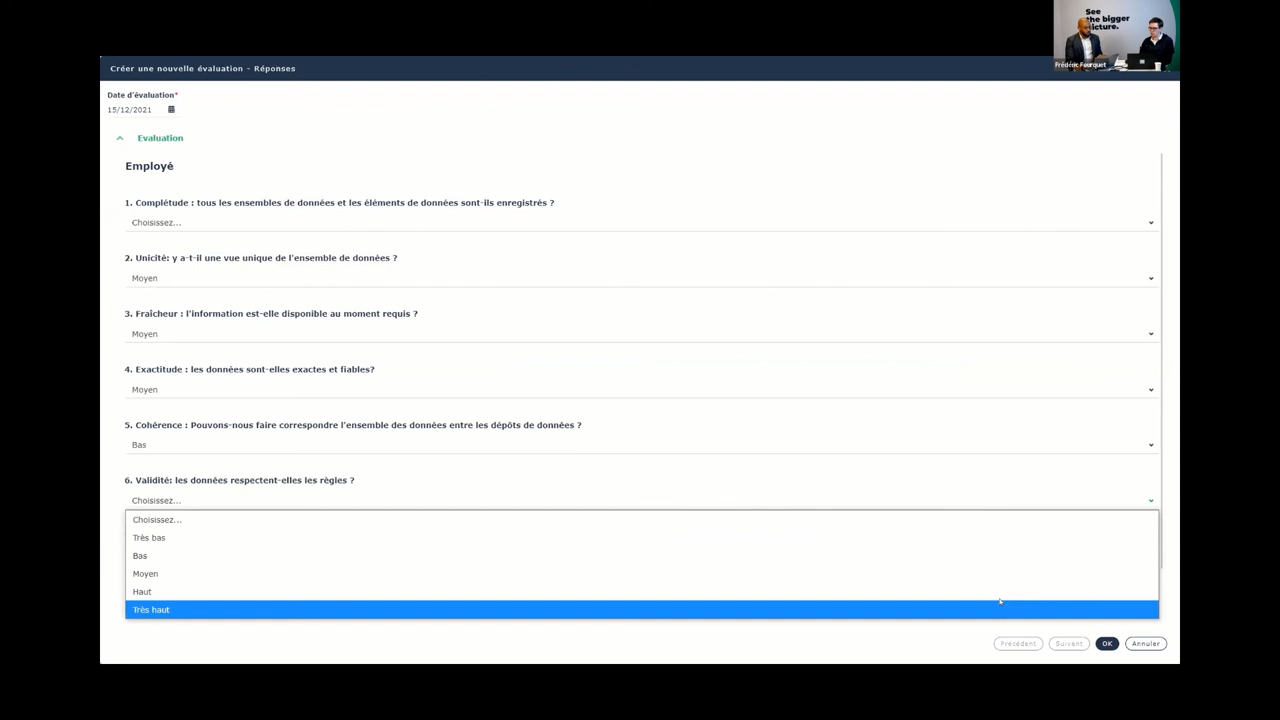 See
the bigger
picture.
Frédéric Fourquet
Créer une nouvelle évaluation - Réponses
Date d'évaluation*
15/12/2021
Evaluation
Employé
1. Complétude : tous les ensembles de données et les éléments de données sont-ils enregistrés ?
Choisissez...
2. Unicité: y a-t-il une vue unique de l'ensemble de données ?
Moyen
3. Fraîcheur : l'information est-elle disponible au moment requis ?
Moyen
4. Exactitude : les données sont-elles exactes et fiables?
Moyen
5. Cohérence : Pouvons-nous faire correspondre l'ensemble des données entre les dépôts de données ?
Bas
6. Validité: les données respectent-elles les règles ?
Choisissez...
Choisissez...
Très bas
Bas
Moyen
Haut
Très haut
Précédent Suivant OK Annuler